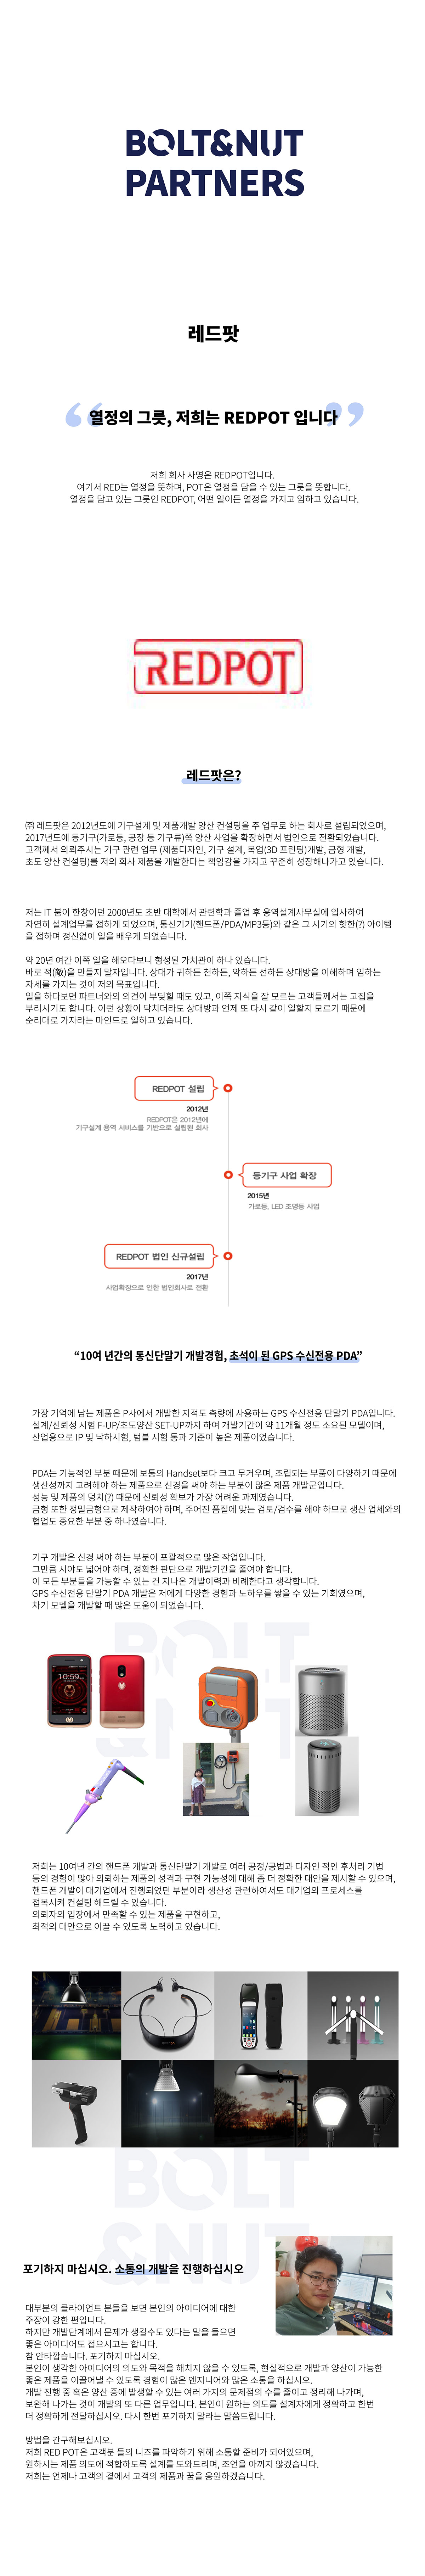 BOLT&NUT
PARTNERS
레드팟
“ 열정의 그릇, 저희는 REDPOT 입니다 ”
저희 회사 사명은 REDPOT입니다.
여기서 RED는 열정을 뜻하며, POT은 열정을 담을 수 있는 그릇을 뜻합니다.
열정을 담고 있는 그릇인 REDPOT, 어떤 일이든 열정을 가지고 임하고 있습니다.
REDPOT
레드팟은?
㈜ 레드팟은 2012년도에 기구설계 및 제품개발 양산 컨설팅을 주 업무로 하는 회사로 설립되었으며,
2017년도에 등기구(가로등, 공장 등 기구류)쪽 양산 사업을 확장하면서 법인으로 전환되었습니다.
고객께서 의뢰주시는 기구 관련 업무 (제품디자인, 기구 설계, 목업(3D 프린팅)개발, 금형 개발,
초도 양산 컨설팅)를 저의 회사 제품을 개발한다는 책임감을 가지고 꾸준히 성장해나가고 있습니다.
저는 IT 붐이 한창이던 2000년도 초반 대학에서 관련학과 졸업 후 용역설계사무실에 입사하여
자연히 설계업무를 접하게 되었으며, 통신기기(핸드폰/PDA/MP3등)와 같은 그 시기의 핫한(?) 아이템
을 접하며 정신없이 일을 배우게 되었습니다.
약 20년 여간 이쪽 일을 해오다보니 형성된 가치관이 하나 있습니다.
바로 적(敵)을 만들지 말자입니다. 상대가 귀하든 천하든, 악하든 선하든 상대방을 이해하며 임하는
자세를 가지는 것이 저의 목표입니다.
일을 하다보면 파트너와의 의견이 부딪힐 때도 있고, 이쪽 지식을 잘 모르는 고객들께서는 고집을
부리시기도 합니다. 이런 상황이 닥치더라도 상대방과 언제 또 다시 같이 일할지 모르기 때문에
순리대로 가자라는 마인드로 일하고 있습니다.
REDPOT 설립
2012년
REDPOT은 2012년에
기구설계 용역 서비스를 기반으로 설립된 회사
등기구 사업 확장
2015년
가로등, LED 조명등 사업
REDPOT 법인 신규설립
2017년
사업확장으로 인한 법인회사로 전환
“10여 년간의 통신단말기 개발경험, 초석이 된 GPS 수신전용 PDA”
가장 기억에 남는 제품은 P사에서 개발한 지적도 측량에 사용하는 GPS 수신전용 단말기 PDA입니다.
설계/신뢰성 시험 F-UP/초도양산 SET-UP까지 하여 개발기간이 약 11개월 정도 소요된 모델이며,
산업용으로 IP 및 낙하시험, 텀블 시험 통과 기준이 높은 제품이었습니다.
PDA는 기능적인 부분 때문에 보통의 Handset보다 크고 무거우며, 조립되는 부품이 다양하기 때문에
생산성까지 고려해야 하는 제품으로 신경을 써야 하는 부분이 많은 제품 개발군입니다.
성능 및 제품의 덩치(?) 때문에 신뢰성 확보가 가장 어려운 과제였습니다.
금형 또한 정밀금형으로 제작하여야 하며, 주어진 품질에 맞는 검토/검수를 해야 하므로 생산 업체와의
협업도 중요한 부분 중 하나였습니다.
기구 개발은 신경 써야 하는 부분이 포괄적으로 많은 작업입니다.
그만큼 시야도 넓어야 하며, 정확한 판단으로 개발기간을 줄여야 합니다.
이 모든 부분들을 가능할 수 있는 건 지나온 개발이력과 비례한다고 생각합니다.
GPS 수신전용 단말기 PDA 개발은 저에게 다양한 경험과 노하우를 쌓을 수 있는 기회였으며,
차기 모델을 개발할 때 많은 도움이 되었습니다.
BOLT
&NUT
10:59
저희는 10여년 간의 핸드폰 개발과 통신단말기 개발로 여러 공정/공법과 디자인 적인 후처리 기법
등의 경험이 많아 의뢰하는 제품의 성격과 구현 가능성에 대해 좀 더 정확한 대안을 제시할 수 있으며,
핸드폰 개발이 대기업에서 진행되었던 부분이라 생산성 관련하여서도 대기업의 프로세스를
접목시켜 컨설팅 해드릴 수 있습니다.
의뢰자의 입장에서 만족할 수 있는 제품을 구현하고,
최적의 대안으로 이끌 수 있도록 노력하고 있습니다.
BOLT
&NUT
포기하지 마십시오. 소통의 개발을 진행하십시오
대부분의 클라이언트 분들을 보면 본인의 아이디어에 대한
주장이 강한 편입니다.
하지만 개발단계에서 문제가 생길수도 있다는 말을 들으면
좋은 아이디어도 접으시고는 합니다.
참 안타깝습니다. 포기하지 마십시오.
본인이 생각한 아이디어의 의도와 목적을 해치지 않을 수 있도록, 현실적으로 개발과 양산이 가능한
좋은 제품을 이끌어낼 수 있도록 경험이 많은 엔지니어와 많은 소통을 하십시오.
개발 진행 중 혹은 양산 중에 발생할 수 있는 여러 가지의 문제점의 수를 줄이고 정리해 나가며,
보완해 나가는 것이 개발의 또 다른 업무입니다. 본인이 원하는 의도를 설계자에게 정확하고 한번
더 정확하게 전달하십시오. 다시 한번 포기하지 말라는 말씀드립니다.
방법을 간구해보십시오.
저희 RED POT은 고객분 들의 니즈를 파악하기 위해 소통할 준비가 되어있으며,
원하시는 제품 의도에 적합하도록 설계를 도와드리며, 조언을 아끼지 않겠습니다.
저희는 언제나 고객의 곁에서 고객의 제품과 꿈을 응원하겠습니다.